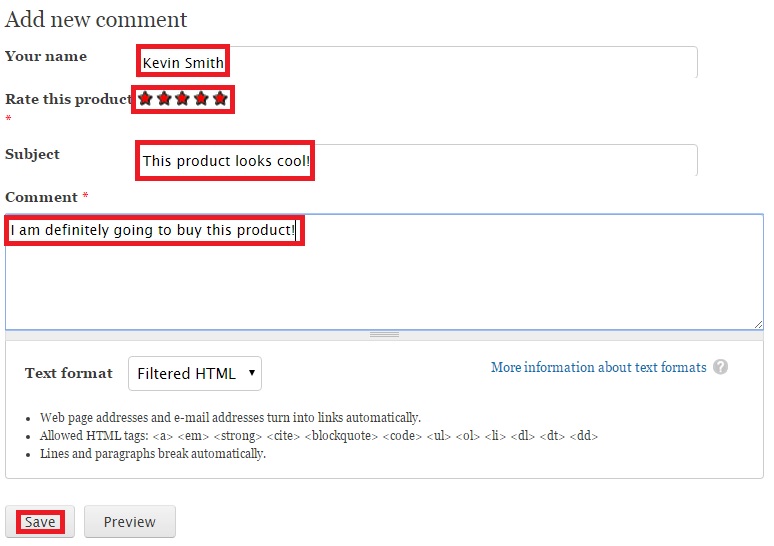 Add new comment
Your name
Kevin Smith
Rate this product
*
Subject
This product looks cool!
Comment *
I am definitely going to buy this product!
Text format
Filtered HTML
More information about text formats ?
Web page addresses and e-mail addresses turn into links automatically.
Allowed HTML tags: <a> <em> <strong> <cite> <blockquote> <code> <ul> <ol> <li> <dl> <dt> <dd>
Lines and paragraphs break automatically.
Save
Preview